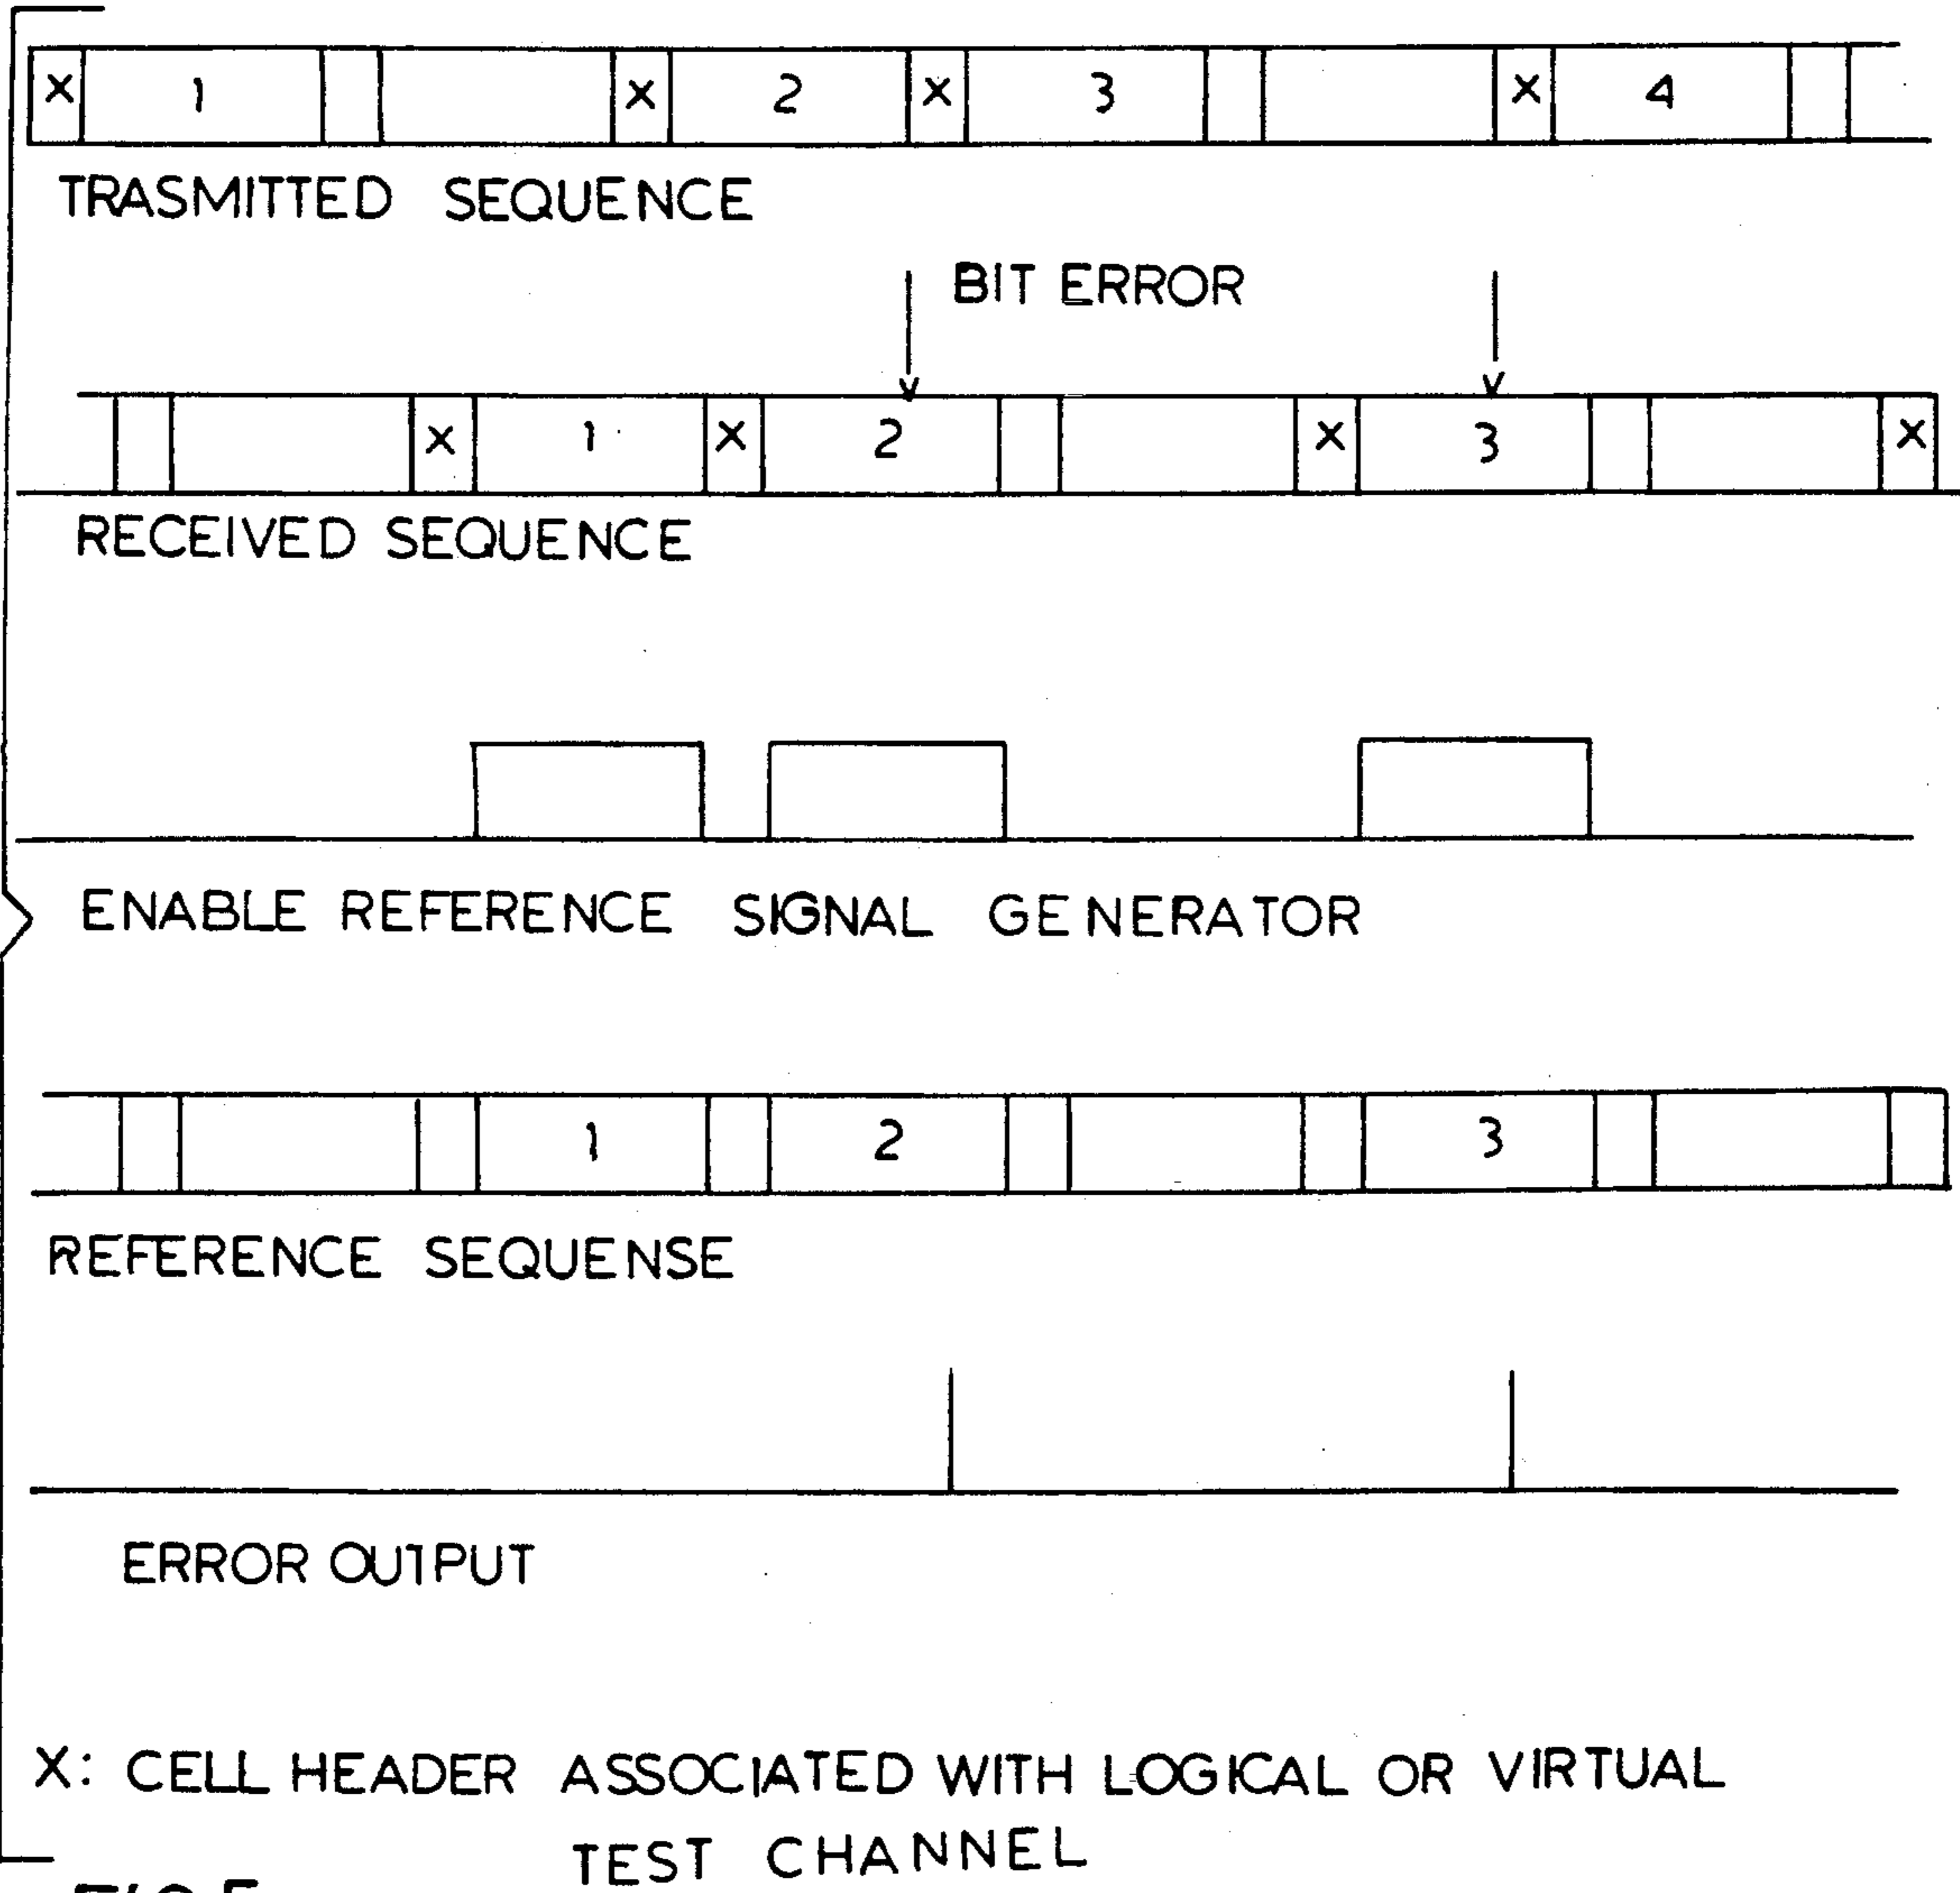 X 1 X 2 X 3 X 4
TRASMITTED SEQUENCE
BIT ERROR
X 1 X 2 X 3 X
RECEIVED SEQUENCE
ENABLE REFERENCE SIGNAL GENERATOR
1 2 3
REFERENCE SEQUENSE
ERROR OUTPUT
X: CELL HEADER ASSOCIATED WITH LOGICAL OR VIRTUAL
TEST CHANNEL